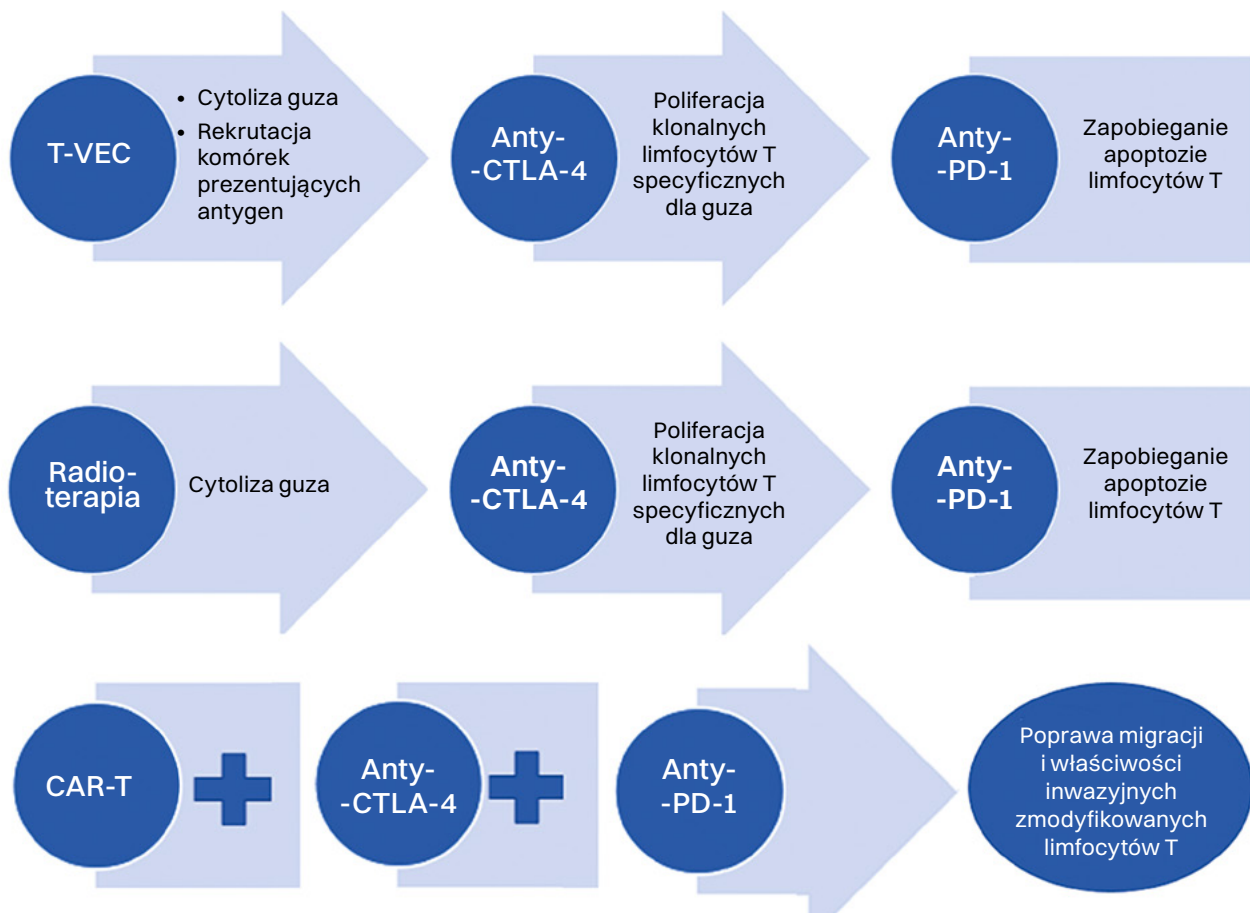 T-VEC
• Cytoliza guza
• Rekrutacja
komórek
prezentujących
antygen
Anty-
-CTLA-4
Poliferacja
klonalnych
limfocytów T
specyficznych
dla guza
Anty-
-PD-1
Zapobieganie
apoptozie
limfocytów T
Radio-
terapia
Cytoliza guza
Anty-
-CTLA-4
Poliferacja
klonalnych
limfocytów T
specyficznych
dla guza
Anty-
-PD-1
Zapobieganie
apoptozie
limfocytów T
CAR-T
Anty-
-CTLA-4
Anty-
-PD-1
Poprawa migracji
i właściwości
inwazyjnych
zmodyfikowanych
limfocytów T